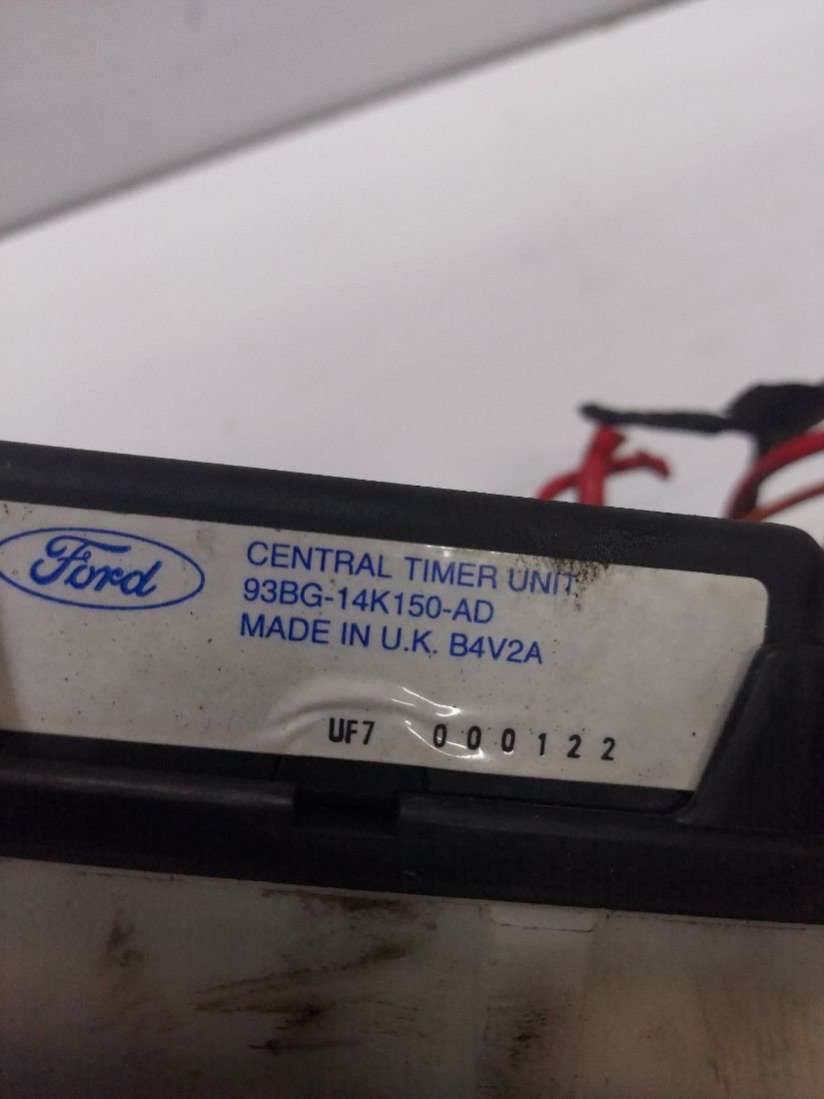 Ford
CENTRAL TIMER UNIT
93BG-14K150-AD
MADE IN U.K. B4V2A
UF7 000122